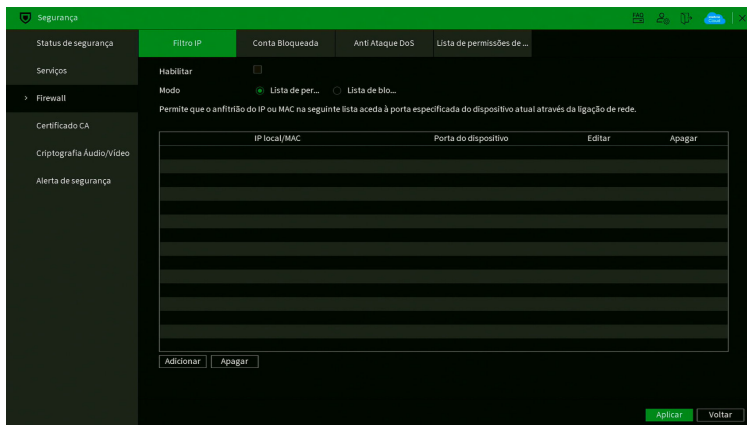 Segurança
FAQ
Status de segurança
Serviços
Firewall
Certificado CA
Criptografia Áudio/Vídeo
Alerta de segurança
Filtro IP
Conta Bloqueada
Anti Ataque DoS
Lista de permissões de ...
Habilitar
Modo
Lista de per...
Lista de blo...
Permite que o anfitrião do IP ou MAC na seguinte lista aceda à porta especificada do dispositivo atual através da ligação de rede.
IP local/MAC
Porta do dispositivo
Editar
Apagar
Adicionar
Apagar
Aplicar
Voltar